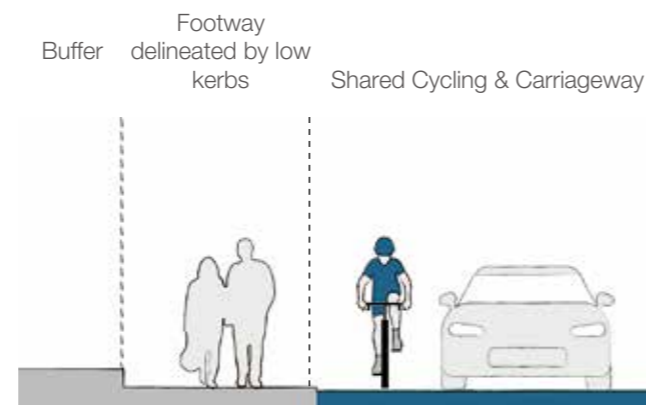 Buffer
Footway
delineated by low
kerbs
Shared Cycling & Carriageway